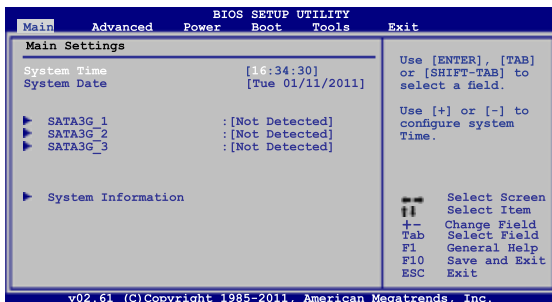 BIOS SETUP UTILITY
Main Advanced Power Boot Tools Exit
Main Settings
System Time [16:34:30]
System Date [Tue 01/11/2011]
SATA3G_1 :[Not Detected]
SATA3G_2 :[Not Detected]
SATA3G_3 :[Not Detected]
System Information
Use [ENTER], [TAB]
or [SHIFT-TAB] to
select a field.
Use [+] or [-] to
configure system
Time.
Select Screen
Select Item
+- Change Field
Tab Select Field
F1 General Help
F10 Save and Exit
ESC Exit
v02.61 (C)Copyright 1985-2011, American Megatrends, Inc.